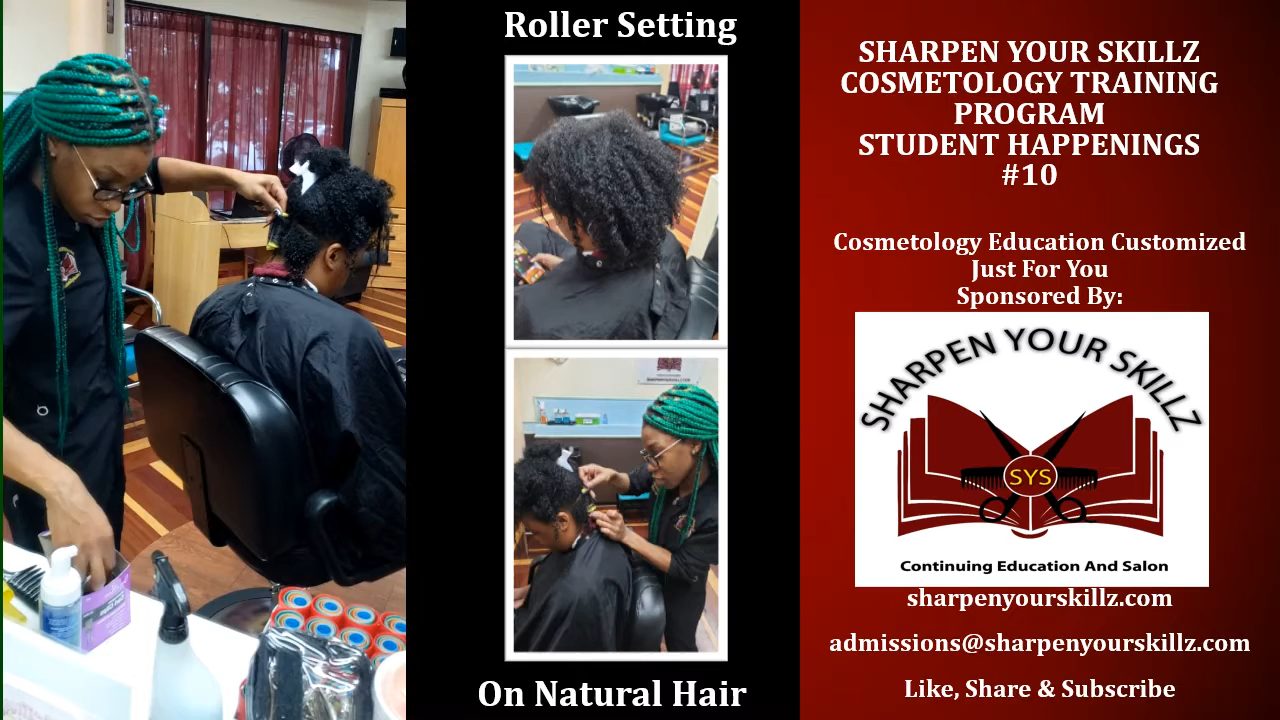 Roller Setting
On Natural Hair
SHARPEN YOUR SKILLZ
COSMETOLOGY TRAINING
PROGRAM
STUDENT HAPPENINGS
#10
Cosmetology Education Customized
Just For You
Sponsored By:
SHARPEN YOUR SKILLZ
SYS
Continuing Education And Salon
sharpenyourskillz.com
admissions@sharpenyourskillz.com
Like, Share & Subscribe